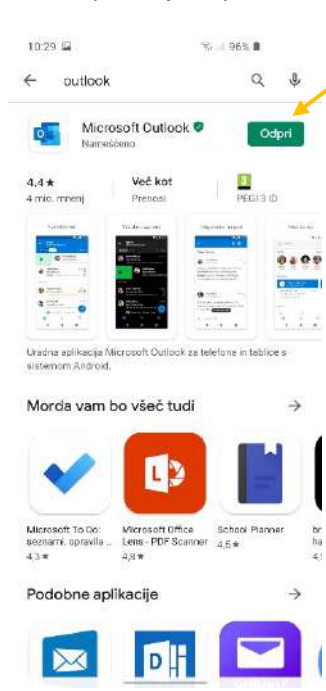 10:29 96%
outlook
Microsoft Outlook
Nameščeno
Odpri
4,4★ Več kot
4 mio. mnenj Prenosi PEGI 3
Uradna aplikacija Microsoft Outlook za telefone in tablice s
sistemom Android.
Morda vam bo všeč tudi
Microsoft To Do:
seznami, opravila ...
4,3★
Microsoft Office
Lens - PDF Scanner
4,8★
School Planner
4,6★
Podobne aplikacije